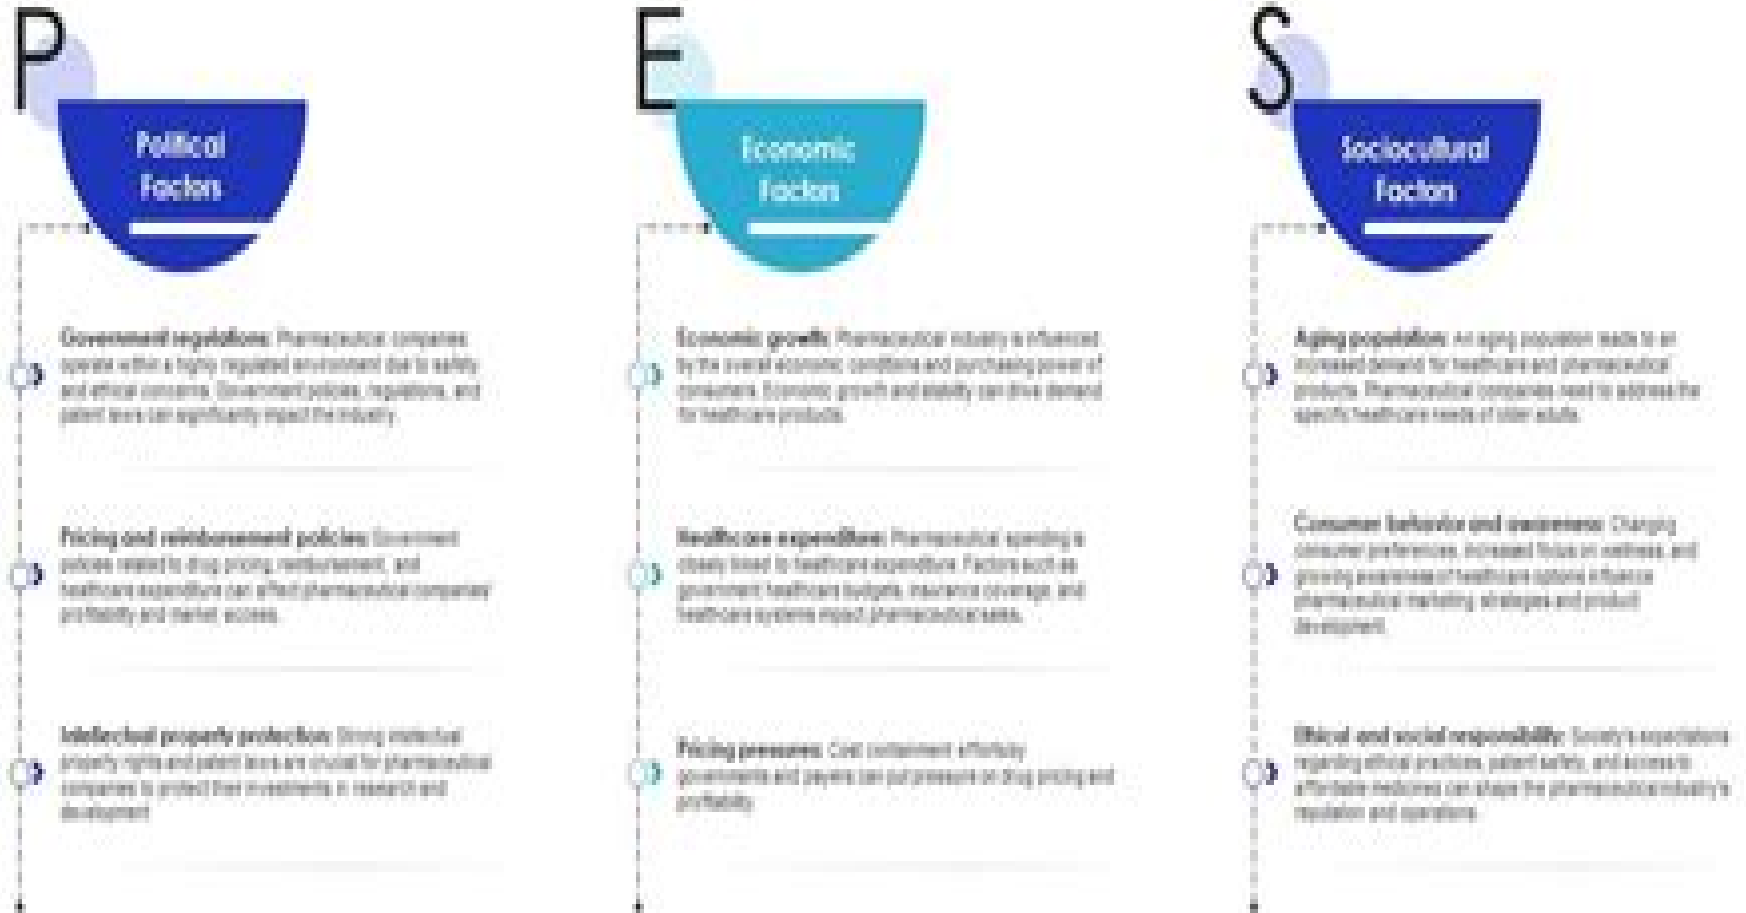 P
Political
Factors
Government regulations: Pharmaceutical companies
operate within a highly regulated environment due to safety
and ethical concerns. Government policies, regulations, and
patent laws can significantly impact the industry.
Pricing and reimbursement policies: Government
policies related to drug pricing, reimbursement, and
healthcare expenditure can affect pharmaceutical companies'
profitability and market access.
Intellectual property protection: Strong intellectual
property rights and patent laws are crucial for pharmaceutical
companies to protect their investments in research and
development
E
Economic
Factors
Economic growth: Pharmaceutical industry is influenced
by the overall economic conditions and purchasing power of
consumers. Economic growth and stability can drive demand
for healthcare products.
Healthcare expenditure: Pharmaceutical spending is
closely linked to healthcare expenditure. Factors such as
government healthcare budgets, insurance coverage, and
healthcare systems impact pharmaceutical sales.
Pricing pressures: Cost containment efforts by
governments and payers can put pressure on drug pricing and
profitability.
S
Sociocultural
Factors
Aging population: An aging population leads to an
increased demand for healthcare and pharmaceutical
products. Pharmaceutical companies need to address the
specific healthcare needs of older adults.
Consumer behavior and awareness: Changing
consumer preferences, increased focus on wellness, and
growing awareness of healthcare options influence
pharmaceutical marketing strategies and product
development.
Ethical and social responsibility: Society's expectations
regarding ethical practices, patient safety, and access to
affordable medicines can shape the pharmaceutical industry's
reputation and operations.